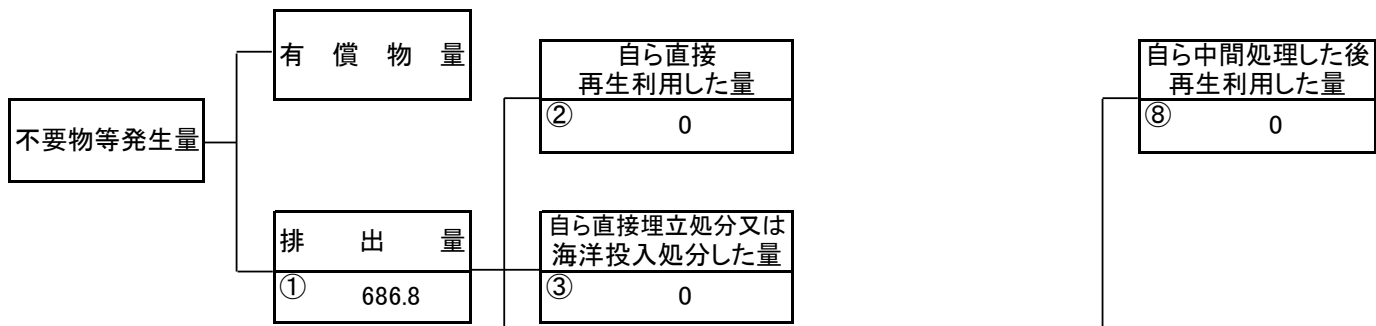 有償物量
自ら直接
再生利用した量
②
0
自ら中間処理した後
再生利用した量
⑧
0
不要物等発生量
排出量
①
686.8
自ら直接埋立処分又は
海洋投入処分した量
③
0